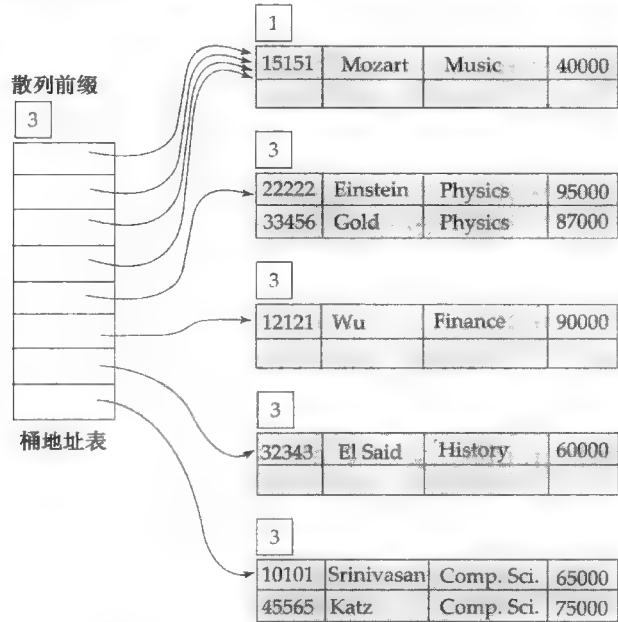 1
15151 Mozart Music 40000
散列前缀
3
3
22222 Einstein Physics 95000
33456 Gold Physics 87000
3
12121 Wu Finance 90000
3
桶地址表
32343 El Said History 60000
3
10101 Srinivasan Comp. Sci. 65000
45565 Katz Comp. Sci. 75000